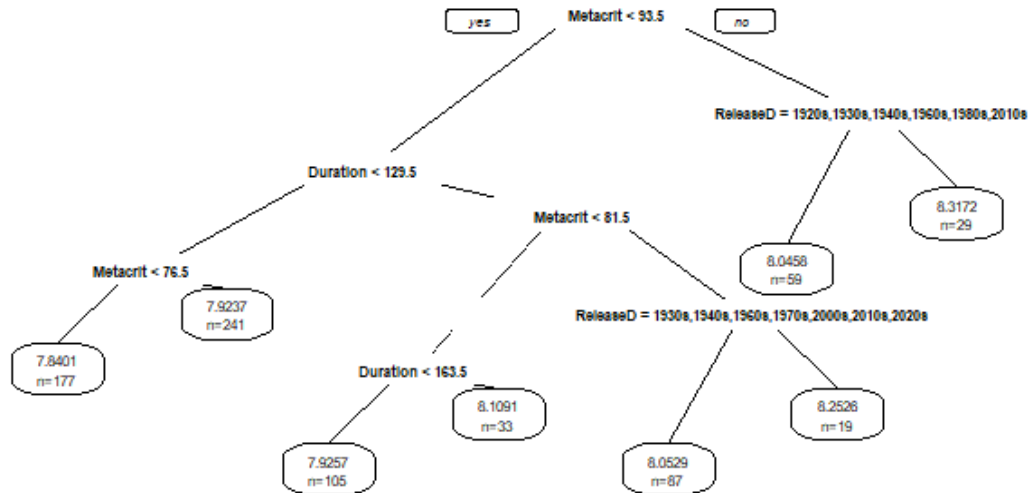 yes
Metacrit < 93.5
no
ReleaseD = 1920s,1930s,1940s,1960s,1980s,2010s
Duration < 129.5
8.3172
n=29
Metacrit < 81.5
8.0458
n=59
Metacrit < 76.5
7.9237
n=241
ReleaseD = 1930s,1940s,1960s,1970s,2000s,2010s,2020s
7.8401
n=177
Duration < 163.5
8.1091
n=33
8.2526
n=19
7.9257
n=105
8.0529
n=87